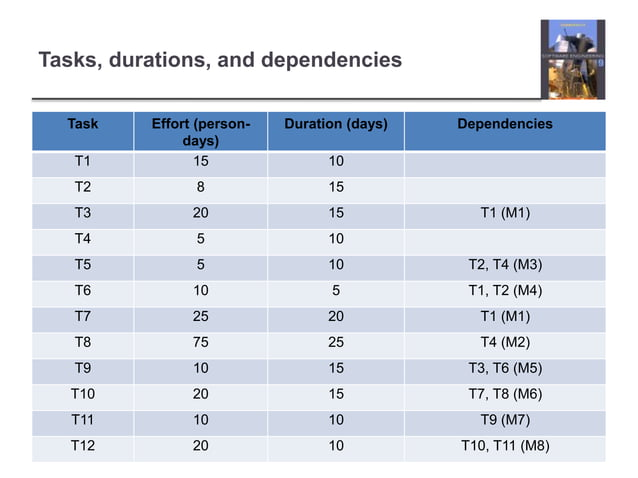 Tasks, durations, and dependencies
SOFTWARE ENGINEERING
9
Task Effort (person-days) Duration (days) Dependencies
T1 15 10
T2 8 15
T3 20 15 T1 (M1)
T4 5 10
T5 5 10 T2, T4 (M3)
T6 10 5 T1, T2 (M4)
T7 25 20 T1 (M1)
T8 75 25 T4 (M2)
T9 10 15 T3, T6 (M5)
T10 20 15 T7, T8 (M6)
T11 10 10 T9 (M7)
T12 20 10 T10, T11 (M8)